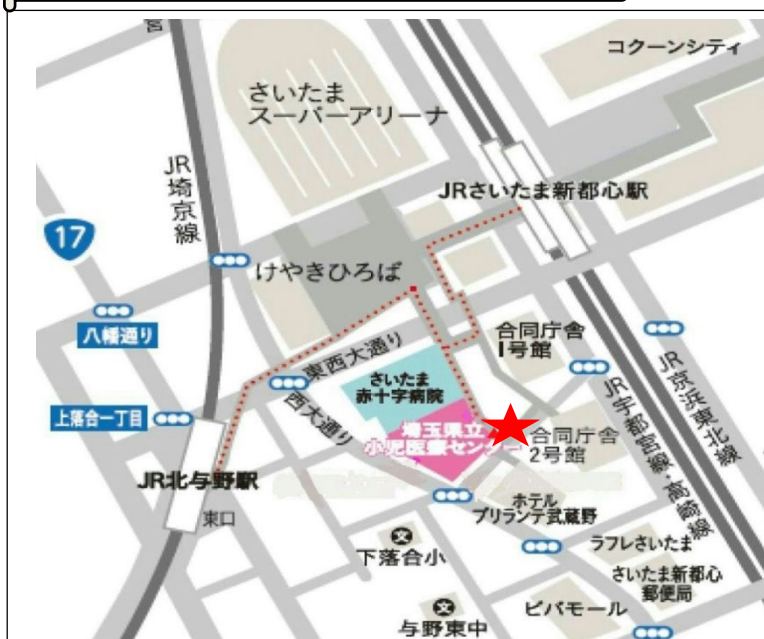 コクーンシティ
さいたま
スーパーアリーナ
JR埼京線
JRさいたま新都心駅
17
けやきひろば
八幡通り
東西大通り
合同庁舎
1号館
さいたま
赤十字病院
西大通り
上落合一丁目
埼玉県立
小児医療センター
合同庁舎
2号館
JR宇都宮線・高崎線
JR京浜東北線
JR北与野駅
東口
ホテル
ブリランテ武蔵野
文
下落合小
ラフレさいたま
さいたま新都心
郵便局
文
与野東中
ビバモール